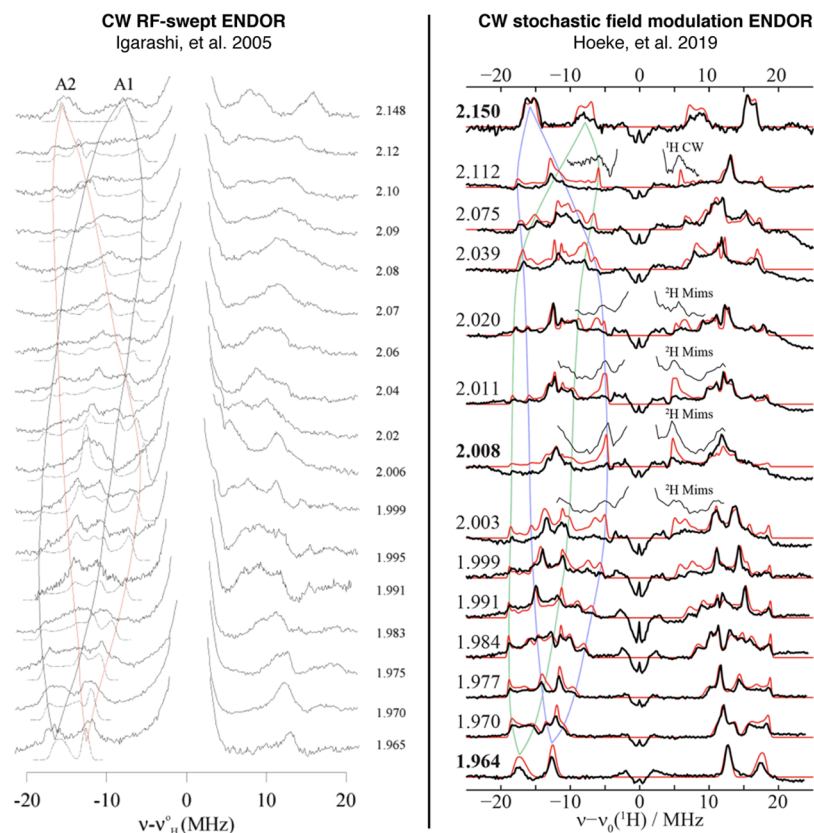 CW RF-swept ENDOR
Igarashi, et al. 2005
A2 A1
2.148
2.12
2.10
2.09
2.08
2.07
2.06
2.04
2.02
2.006
1.999
1.995
1.991
1.983
1.975
1.970
1.965
-20 -10 0 10 20
ν-ν°H(MHz)
CW stochastic field modulation ENDOR
Hoeke, et al. 2019
−20 −10 0 10 20
2.150
¹H CW
2.112
2.075
2.039
²H Mims
2.020
²H Mims
2.011
²H Mims
2.008
²H Mims
2.003
1.999
1.991
1.984
1.977
1.970
1.964
−20 −10 0 10 20
ν−ν₀(¹H) / MHz